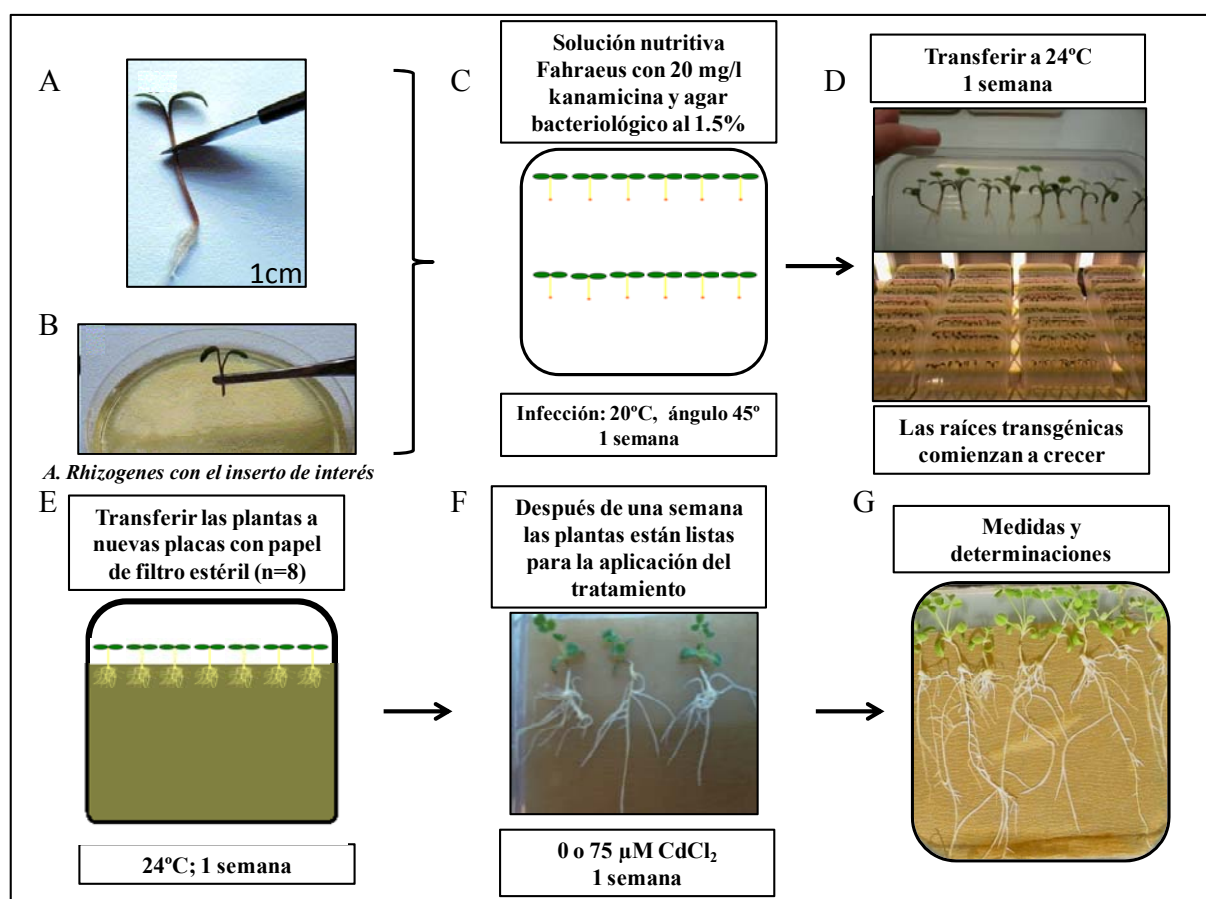 A
1cm
B
A. Rhizogenes con el inserto de interés
C
Solución nutritiva
Fahraeus con 20 mg/l
kanamicina y agar
bacteriológico al 1.5%
Infección: 20ºC, ángulo 45º
1 semana
D
Transferir a 24ºC
1 semana
Las raíces transgénicas
comienzan a crecer
E
Transferir las plantas a
nuevas placas con papel
de filtro estéril (n=8)
24ºC; 1 semana
F
Después de una semana
las plantas están listas
para la aplicación del
tratamiento
0 o 75 µM CdCl₂
1 semana
G
Medidas y
determinaciones